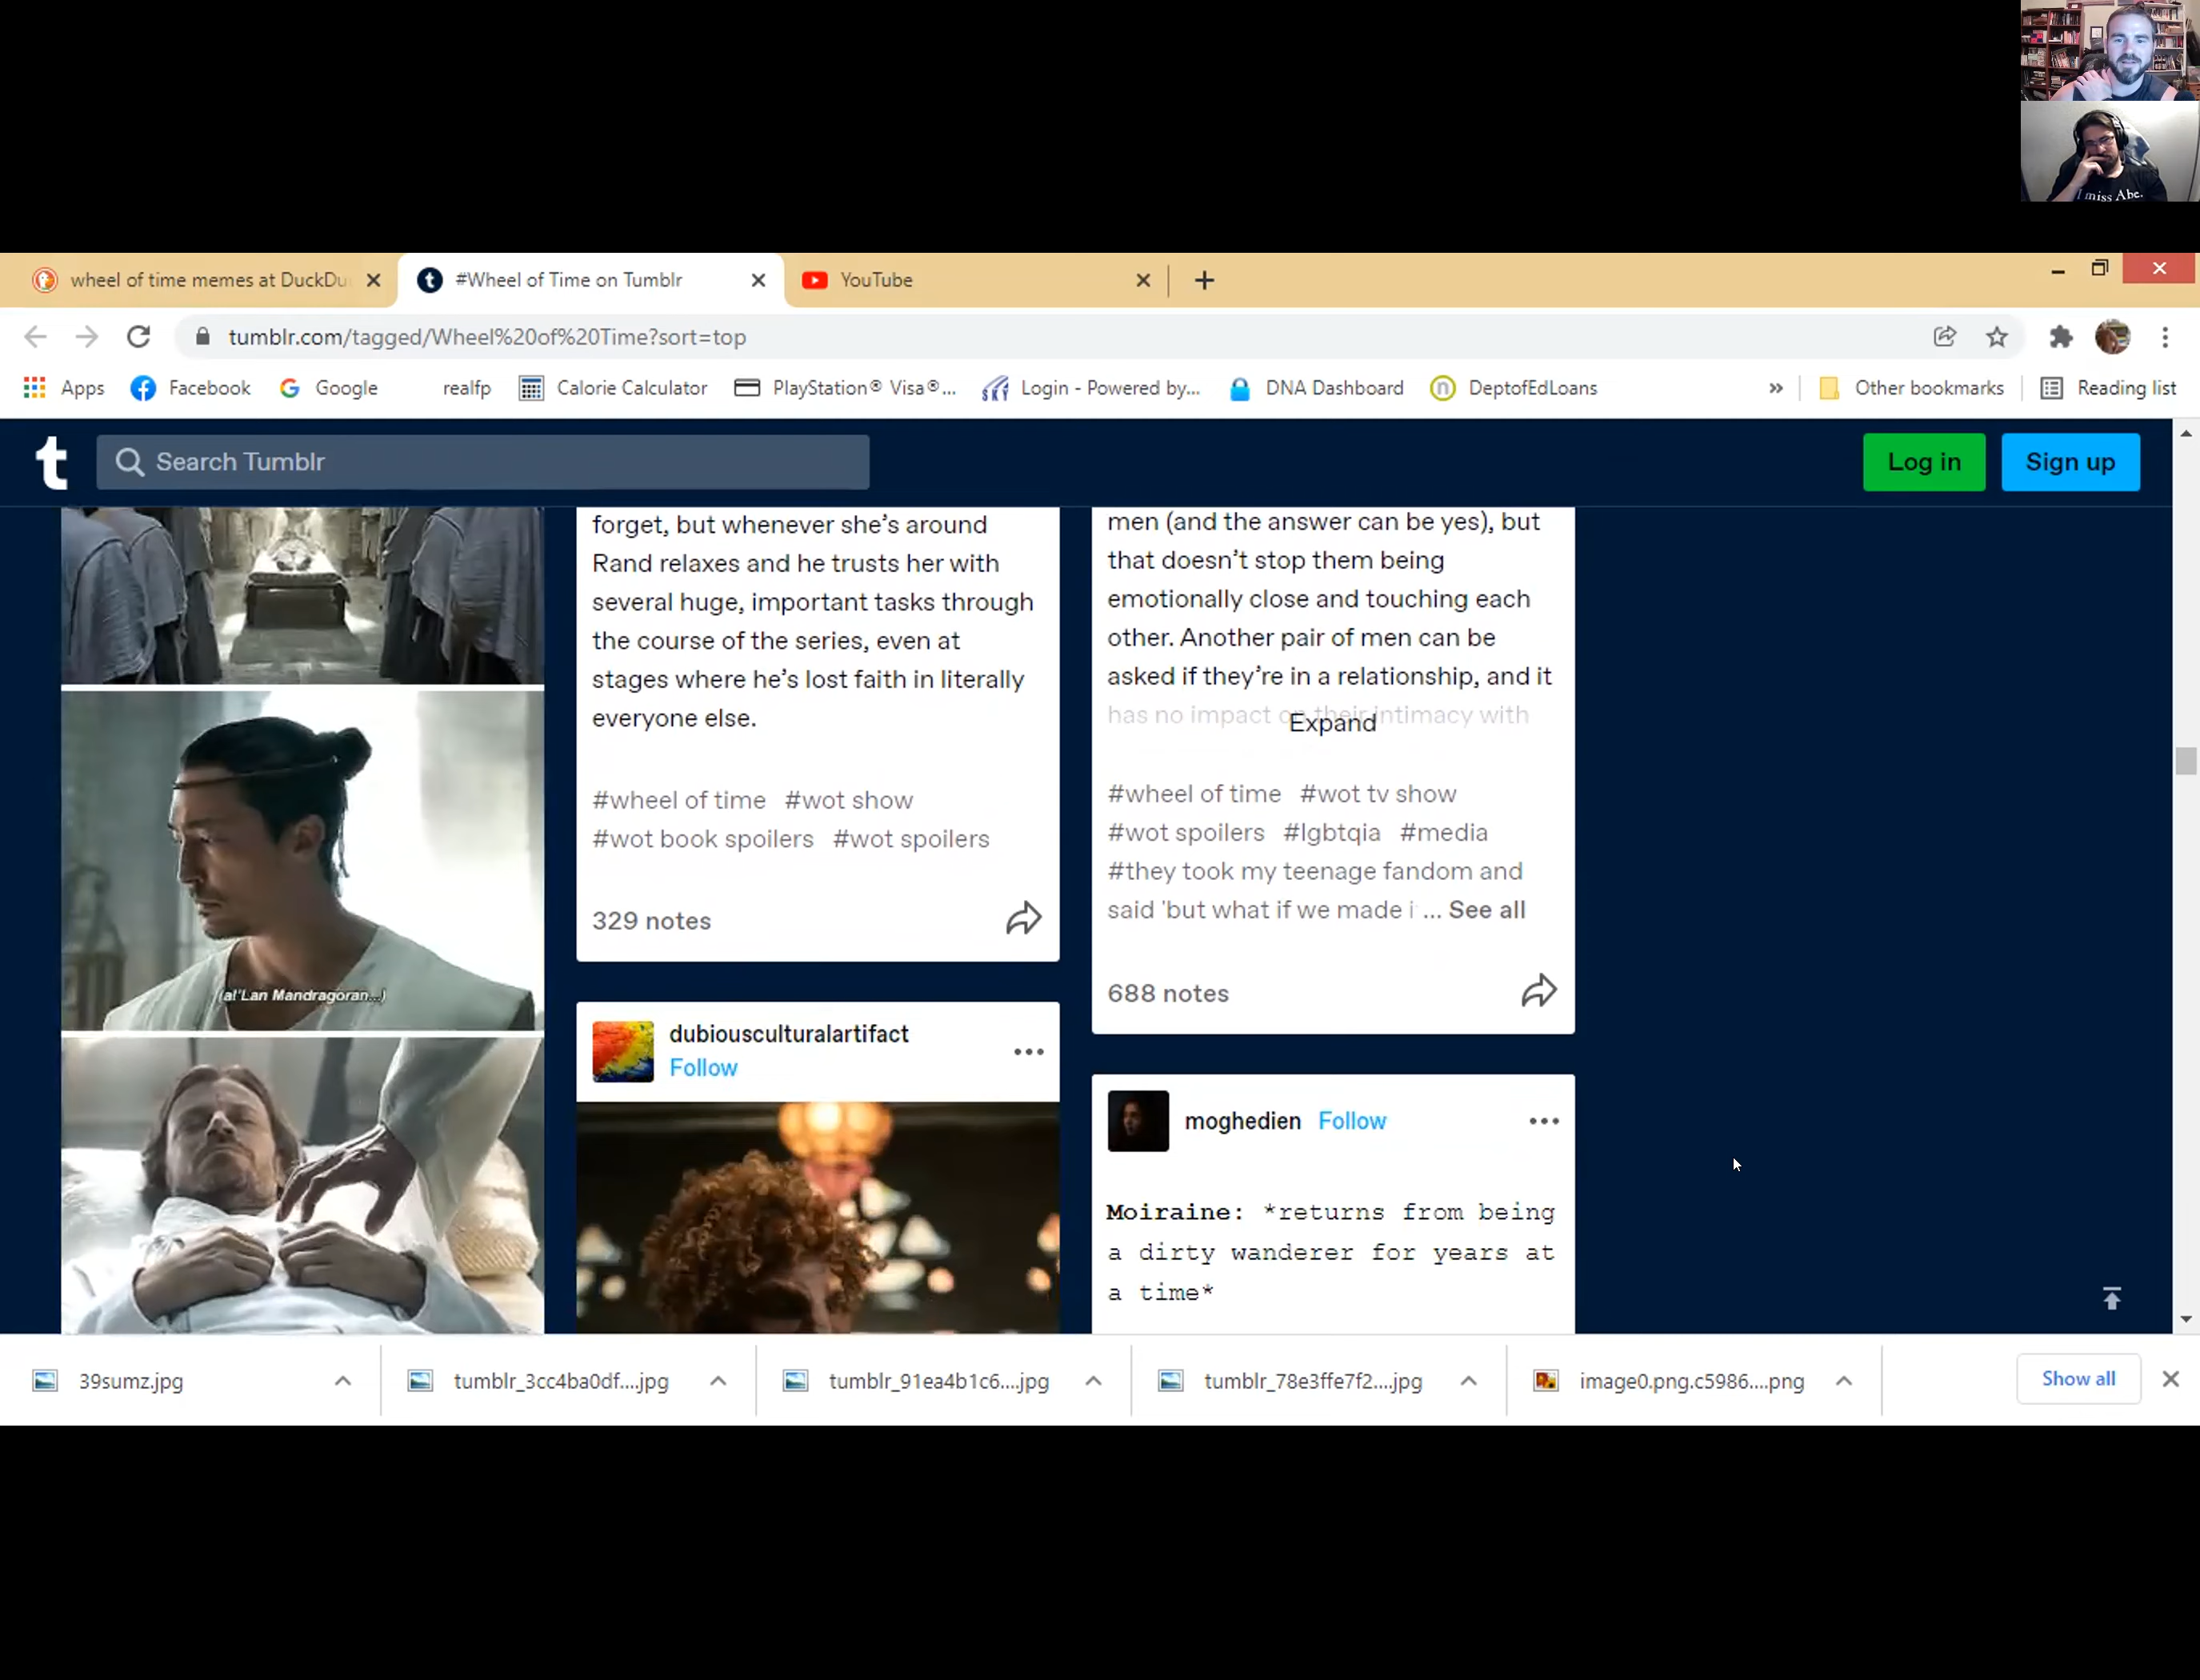 I miss Abe.
wheel of time memes at DuckDu
#Wheel of Time on Tumblr
YouTube
tumblr.com/tagged/Wheel%20of%20Time?sort=top
Apps
Facebook
Google
realfp
Calorie Calculator
PlayStation® Visa®...
Login - Powered by...
DNA Dashboard
DeptofEdLoans
»
Other bookmarks
Reading list
t
Search Tumblr
Log in
Sign up
(al'Lan Mandragoran...)
forget, but whenever she's around
Rand relaxes and he trusts her with
several huge, important tasks through
the course of the series, even at
stages where he's lost faith in literally
everyone else.
#wheel of time #wot show
#wot book spoilers #wot spoilers
329 notes
dubiousculturalartifact
Follow
men (and the answer can be yes), but
that doesn't stop them being
emotionally close and touching each
other. Another pair of men can be
asked if they're in a relationship, and it
has no impact on their intimacy with
Expand
#wheel of time #wot tv show
#wot spoilers #lgbtqia #media
#they took my teenage fandom and
said 'but what if we made i ... See all
688 notes
moghedien Follow
Moiraine: *returns from being
a dirty wanderer for years at
a time*
39sumz.jpg
tumblr_3cc4ba0df....jpg
tumblr_91ea4b1c6....jpg
tumblr_78e3ffe7f2....jpg
image0.png.c5986....png
Show all